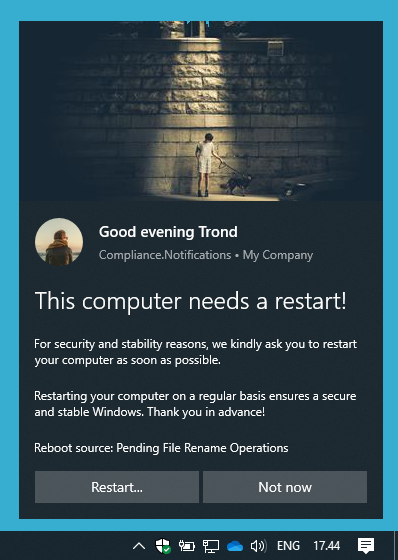 Good evening Trond
Compliance.Notifications • My Company
This computer needs a restart!
For security and stability reasons, we kindly ask you to restart
your computer as soon as possible.
Restarting your computer on a regular basis ensures a secure
and stable Windows. Thank you in advance!
Reboot source: Pending File Rename Operations
Restart...
Not now
ENG
17.44